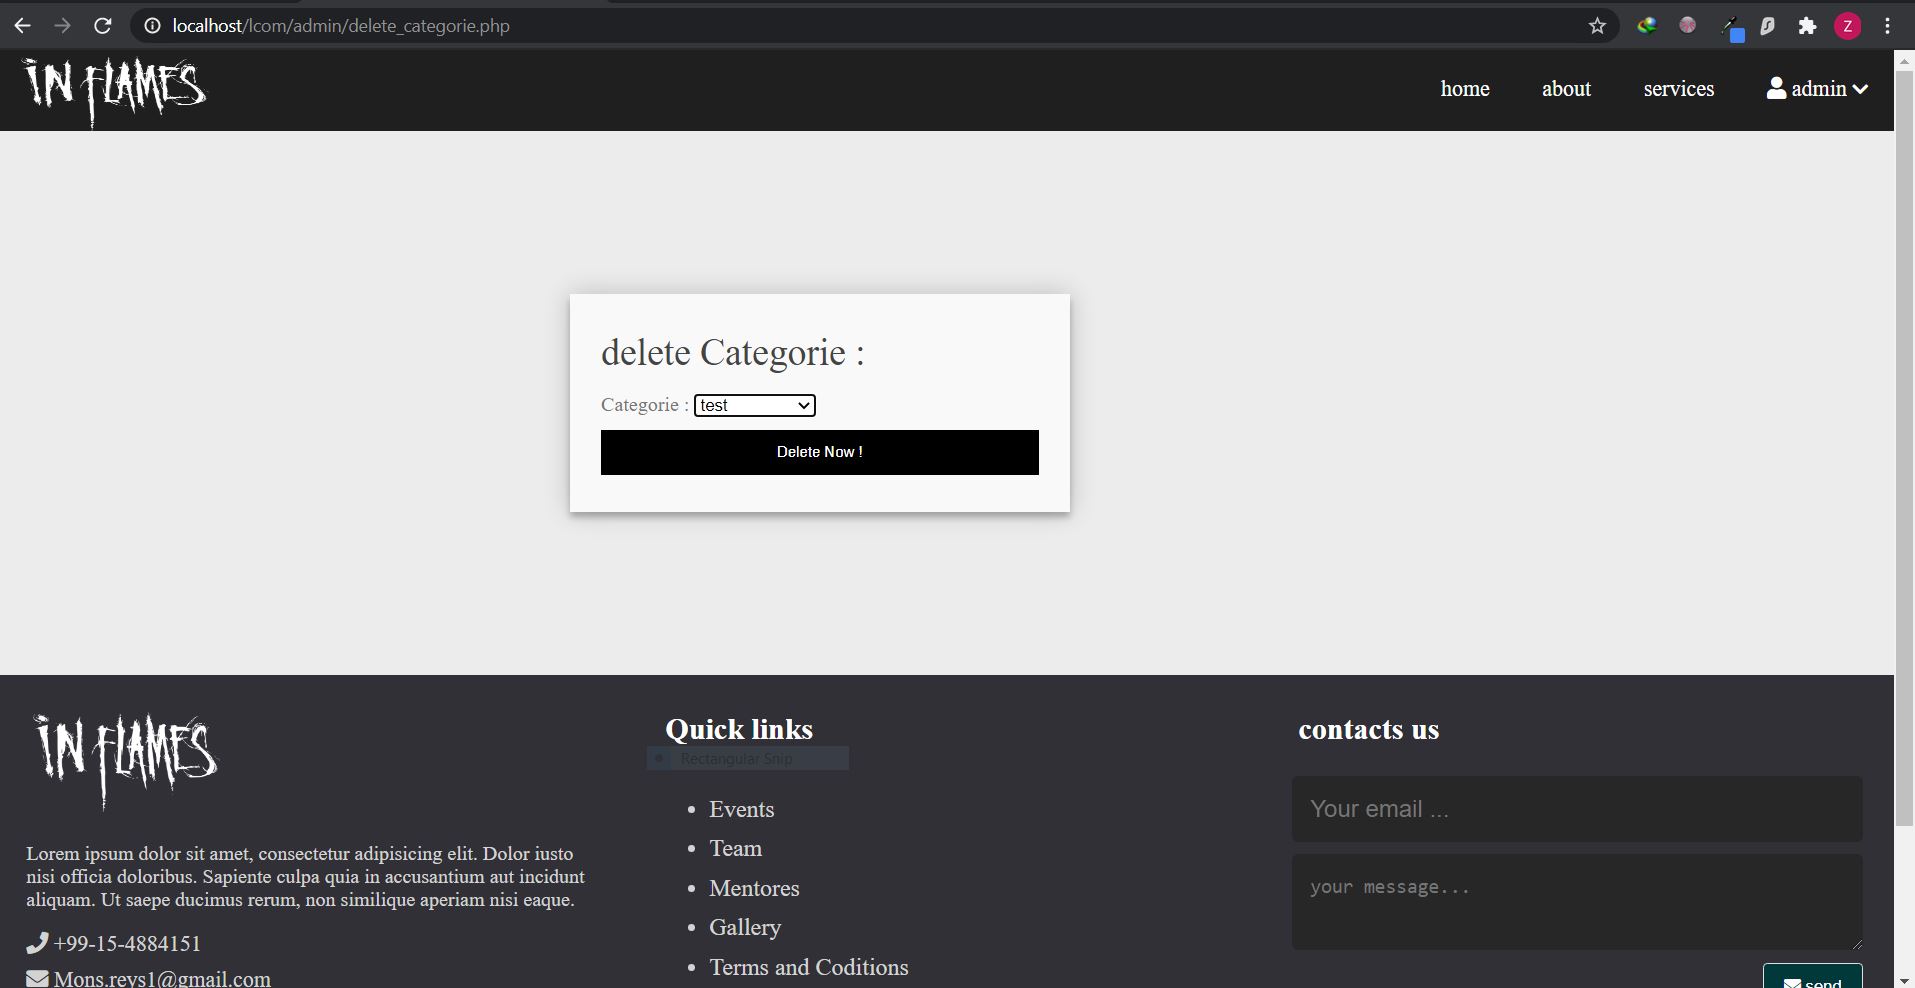 localhost/lcom/admin/delete_categorie.php
Z
IN FLAMES
home
about
services
admin
delete Categorie :
Categorie : test
Delete Now !
IN FLAMES
Lorem ipsum dolor sit amet, consectetur adipisicing elit. Dolor iusto
nisi officia doloribus. Sapiente culpa quia in accusantium aut incidunt
aliquam. Ut saepe ducimus rerum, non similique aperiam nisi eaque.
+99-15-4884151
Mons.reys1@gmail.com
Quick links
Rectangular Snip
Events
Team
Mentores
Gallery
Terms and Coditions
contacts us
Your email ...
your message...
send